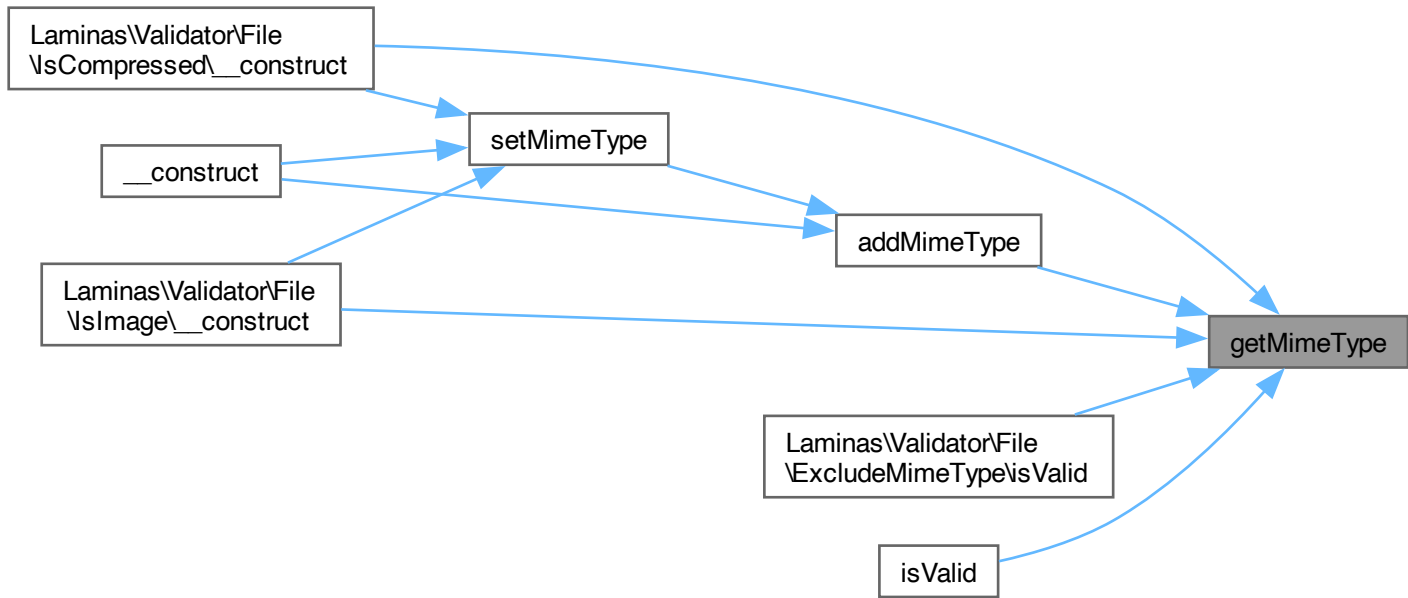 Laminas\Validator\File
\IsCompressed\__construct
setMimeType
__construct
addMimeType
Laminas\Validator\File
\IsImage\__construct
getMimeType
Laminas\Validator\File
\ExcludeMimeType\isValid
isValid